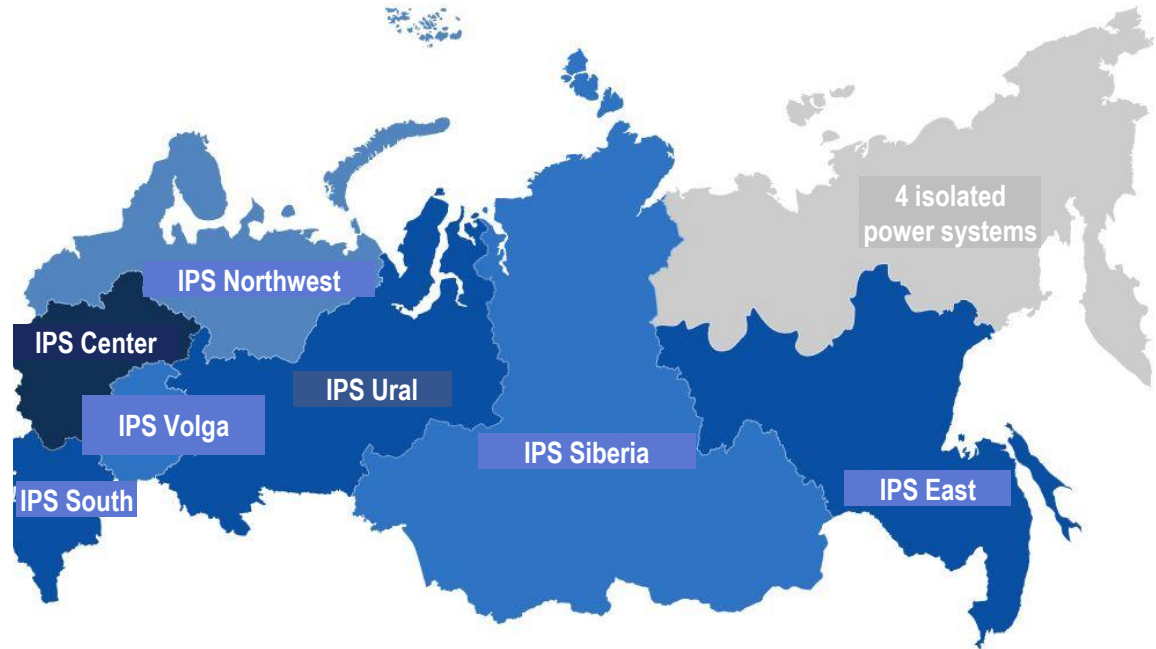 4 isolated
power systems
IPS Northwest
IPS Center
IPS Ural
IPS Volga
IPS Siberia
IPS South
IPS East